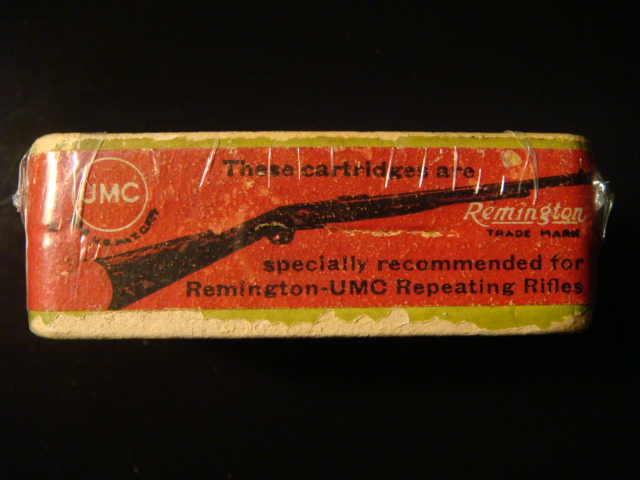 UMC
These cartridges are
Remington
TRADE MARK
specially recommended for
Remington-UMC Repeating Rifles